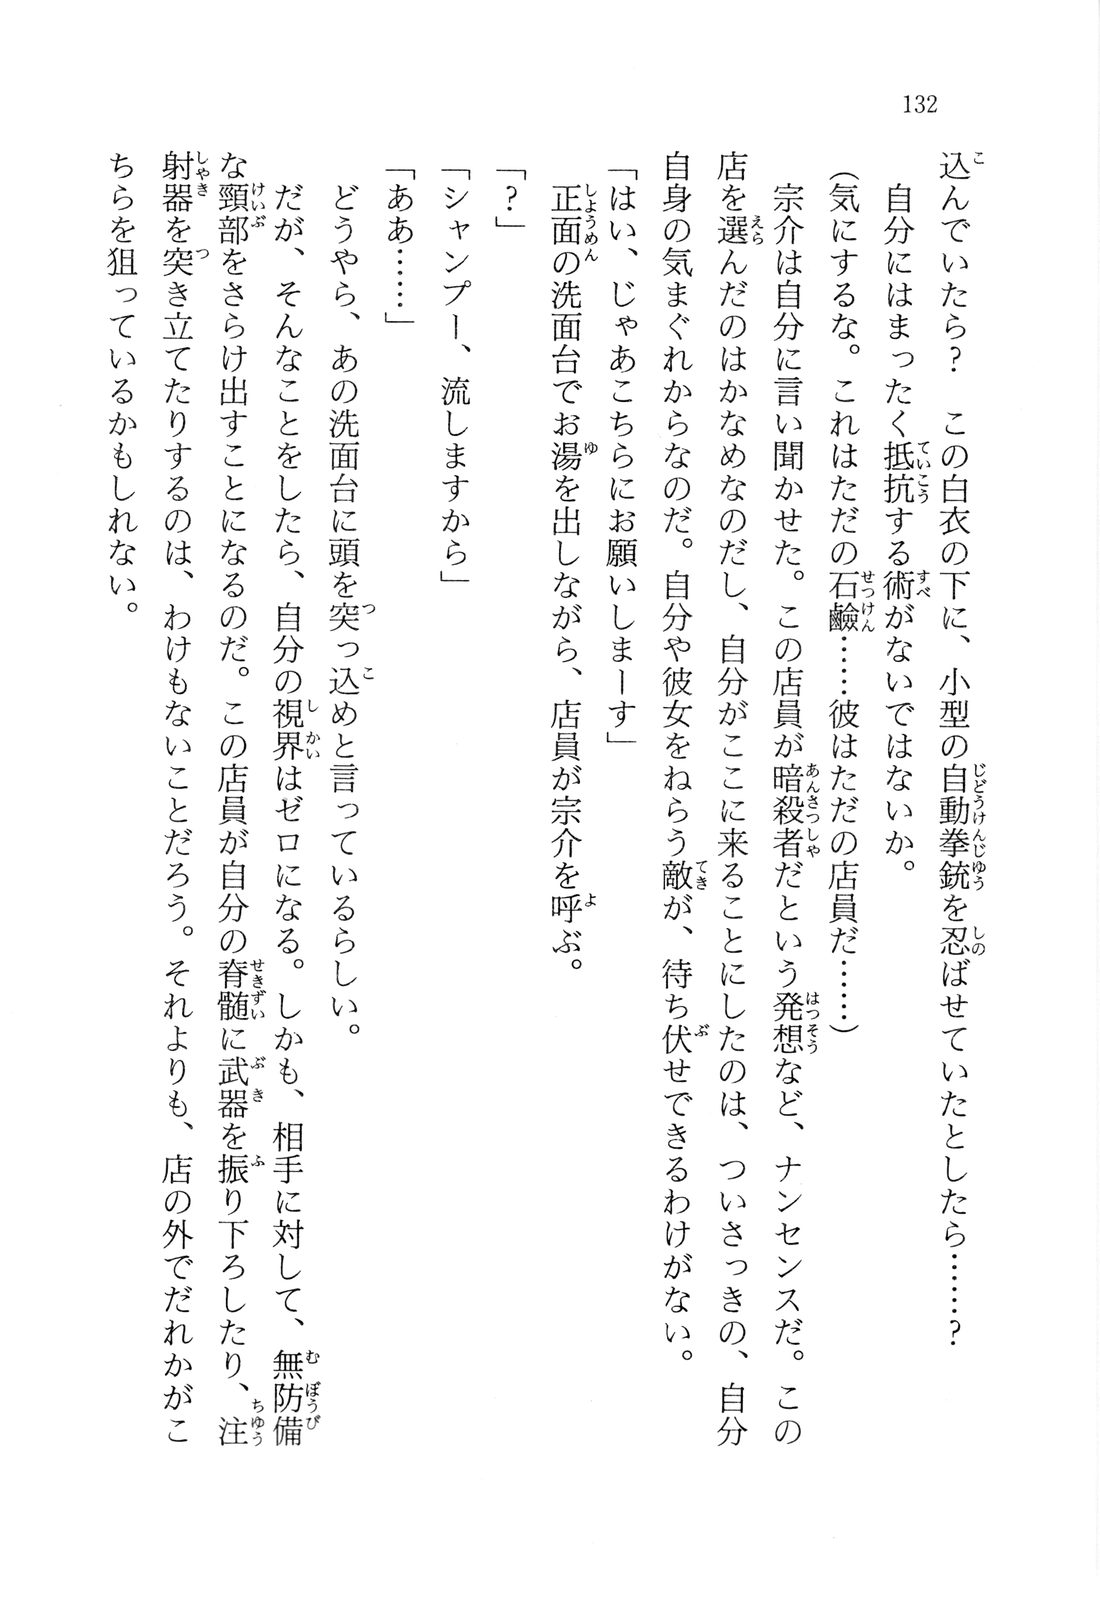 132
込んでいたら？　この白衣の下に、小型の自動拳銃を忍ばせていたとしたら……？
自分にはまったく抵抗する術がないではないか。
（気にするな。これはただの石鹼……彼はただの店員だ……）
宗介は自分に言い聞かせた。この店員が暗殺者だという発想など、ナンセンスだ。この
店を選んだのはかなめなのだし、自分がここに来ることにしたのは、ついさっきの、自分
自身の気まぐれからなのだ。自分や彼女をねらう敵が、待ち伏せできるわけがない。
「はい、じゃあこちらにお願いしまーす」
正面の洗面台でお湯を出しながら、店員が宗介を呼ぶ。
「？」
「シャンプー、流しますから」
「ああ……」
どうやら、あの洗面台に頭を突っ込めと言っているらしい。
だが、そんなことをしたら、自分の視界はゼロになる。しかも、相手に対して、無防備
な頸部をさらけ出すことになるのだ。この店員が自分の脊髄に武器を振り下ろしたり、注
射器を突き立てたりするのは、わけもないことだろう。それよりも、店の外でだれかがこ
ちらを狙っているかもしれない。